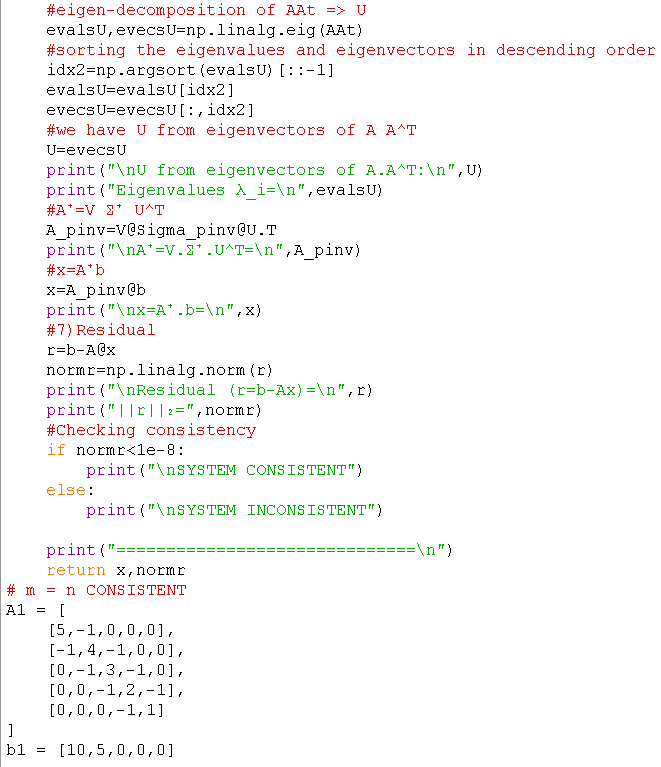 #eigen-decomposition of AAt => U
evalsU,evecsU=np.linalg.eig(AAt)
#sorting the eigenvalues and eigenvectors in descending order
idx2=np.argsort(evalsU)[::-1]
evalsU=evalsU[idx2]
evecsU=evecsU[:,idx2]
#we have U from eigenvectors of A A^T
U=evecsU
print("\nU from eigenvectors of A.A^T:\n",U)
print("Eigenvalues λ_i=\n",evalsU)
#A⁺=V Σ⁺ U^T
A_pinv=V@Sigma_pinv@U.T
print("\nA⁺=V.Σ⁺.U^T=\n",A_pinv)
#x=A⁺b
x=A_pinv@b
print("\nx=A⁺.b=\n",x)
#7)Residual
r=b-A@x
normr=np.linalg.norm(r)
print("\nResidual (r=b-Ax)=\n",r)
print("||r||₂=",normr)
#Checking consistency
if normr<1e-8:
    print("\nSYSTEM CONSISTENT")
else:
    print("\nSYSTEM INCONSISTENT")
print("==============================\n")
return x,normr
# m = n CONSISTENT
A1 = [
    [5,-1,0,0,0],
    [-1,4,-1,0,0],
    [0,-1,3,-1,0],
    [0,0,-1,2,-1],
    [0,0,0,-1,1]
]
b1 = [10,5,0,0,0]